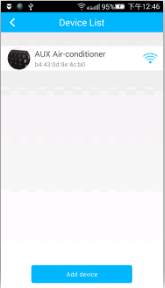 95% 下午12:46
Device List
AUX Air-conditioner
b4:43:0d:9e:4c:b0
Add device